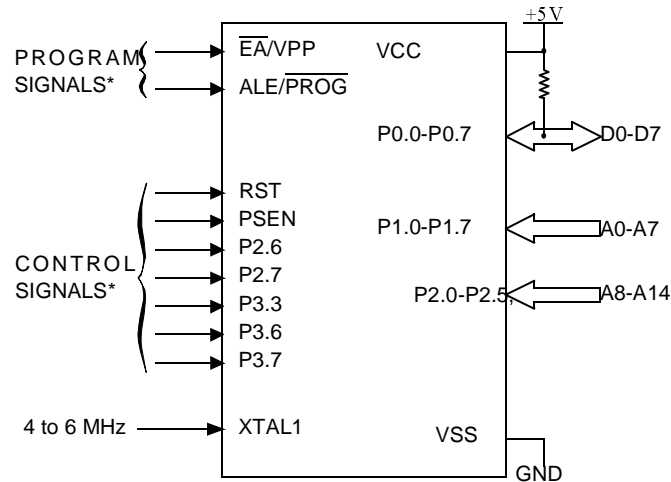 +5V
PROGRAM
SIGNALS*
EA/VPP
VCC
ALE/PROG
P0.0-P0.7
D0-D7
RST
PSEN
P1.0-P1.7
A0-A7
P2.6
CONTROL
SIGNALS*
P2.7
P2.0-P2.5,
A8-A14
P3.3
P3.6
P3.7
4 to 6 MHz
XTAL1
VSS
GND